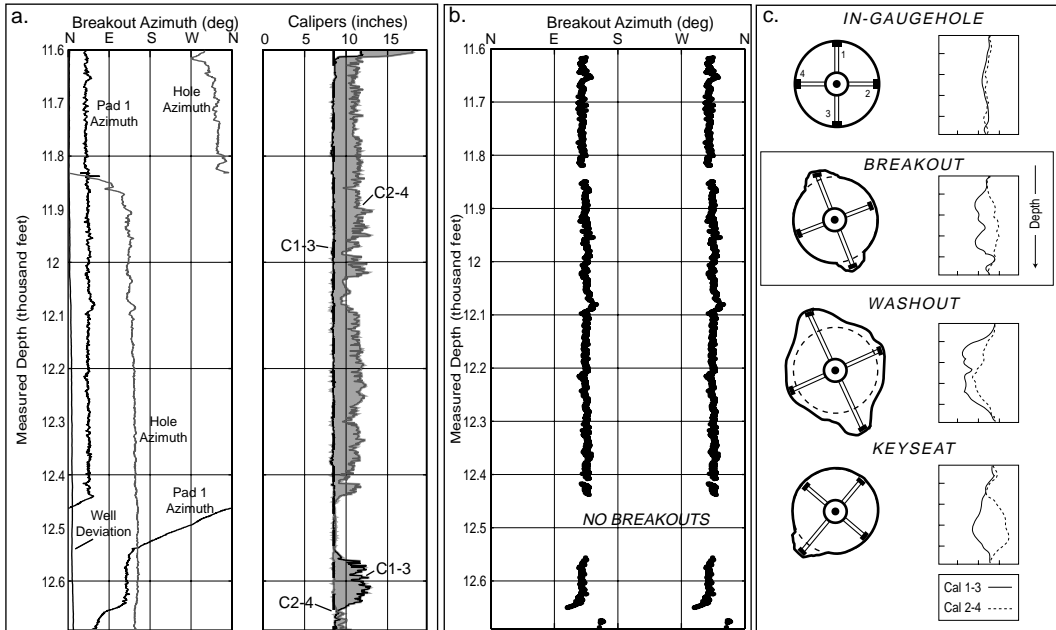 a.
Breakout Azimuth (deg)
N E S W N
Calipers (inches)
0 5 10 15
Measured Depth (thousand feet)
11.6
11.7
11.8
11.9
12
12.1
12.2
12.3
12.4
12.5
12.6
Pad 1
Azimuth
Hole
Azimuth
Hole
Azimuth
Pad 1
Azimuth
Well
Deviation
C2-4
C1-3
C1-3
C2-4
b.
Breakout Azimuth (deg)
N E S W N
Measured Depth (thousand feet)
11.6
11.7
11.8
11.9
12
12.1
12.2
12.3
12.4
12.5
12.6
NO BREAKOUTS
c.
IN-GAUGEHOLE
1
4
2
3
BREAKOUT
Depth
WASHOUT
KEYSEAT
Cal 1-3
Cal 2-4